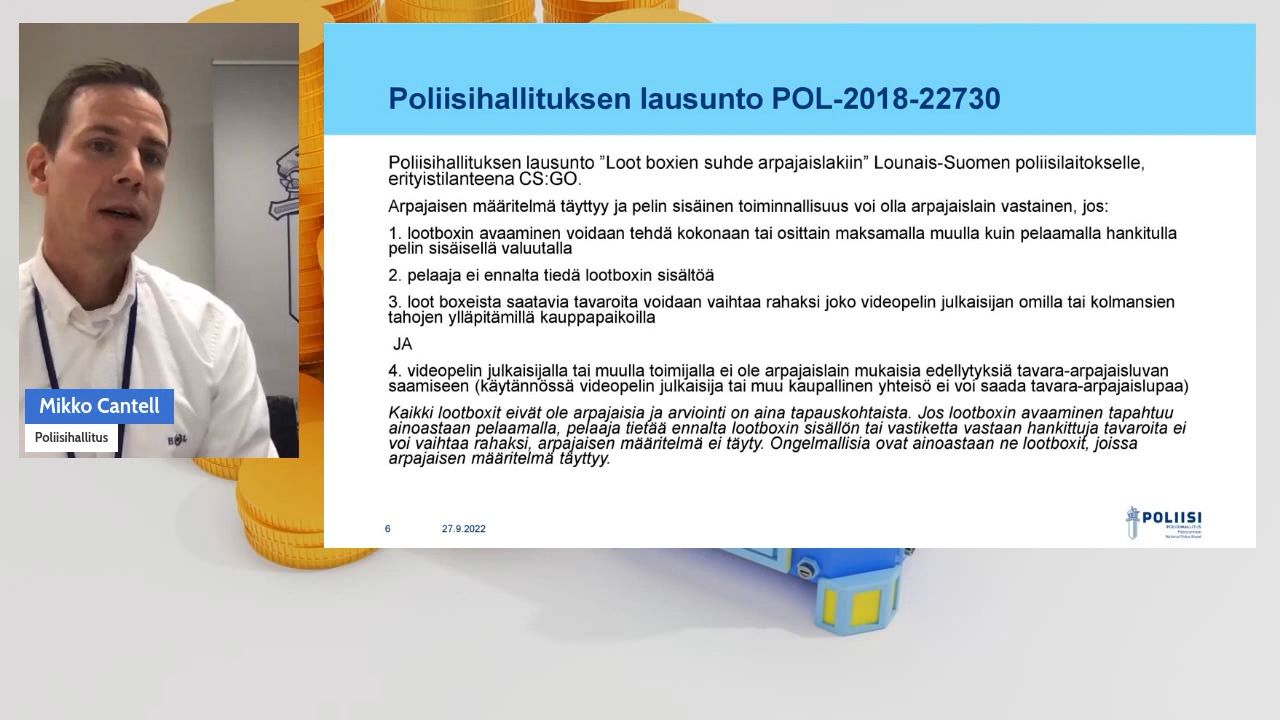 Poliisihallituksen lausunto POL-2018-22730
Poliisihallituksen lausunto ”Loot boxien suhde arpajaislakiin” Lounais-Suomen poliisilaitokselle,
erityistilanteena CS:GO.
Arpajaisen määritelmä täyttyy ja pelin sisäinen toiminnallisuus voi olla arpajaislain vastainen, jos:
1. lootboxin avaaminen voidaan tehdä kokonaan tai osittain maksamalla muulla kuin pelaamalla hankitulla
pelin sisäisellä valuutalla
2. pelaaja ei ennalta tiedä lootboxin sisältöä
3. loot boxeista saatavia tavaroita voidaan vaihtaa rahaksi joko videopelin julkaisijan omilla tai kolmansien
tahojen ylläpitämillä kauppapaikoilla
JA
4. videopelin julkaisijalla tai muulla toimijalla ei ole arpajaislain mukaisia edellytyksiä tavara-arpajaisluvan
saamiseen (käytännössä videopelin julkaisija tai muu kaupallinen yhteisö ei voi saada tavara-arpajaislupaa)
Kaikki lootboxit eivät ole arpajaisia ja arviointi on aina tapauskohtaista. Jos lootboxin avaaminen tapahtuu
ainoastaan pelaamalla, pelaaja tietää ennalta lootboxin sisällön tai vastiketta vastaan hankittuja tavaroita ei
voi vaihtaa rahaksi, arpajaisen määritelmä ei täyty. Ongelmallisia ovat ainoastaan ne lootboxit, joissa
arpajaisen määritelmä täyttyy.
6 27.9.2022
POLIISI
POLIISIHALLITUS
Polisstyrelsen
National Police Board
Mikko Cantell
Poliisihallitus